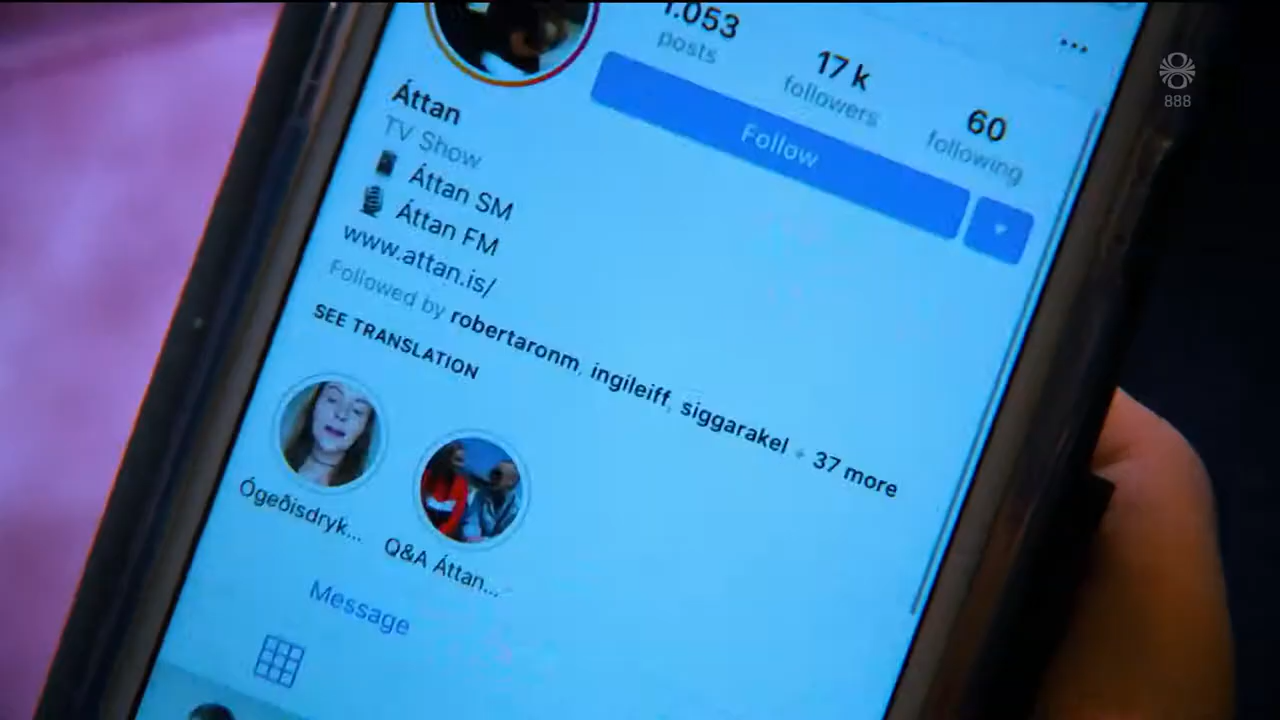 1.053
posts
17 k
followers
60
following
Follow
Áttan
TV Show
Áttan SM
Áttan FM
www.attan.is/
Followed by robertaronm, ingileiff, siggarakel + 37 more
SEE TRANSLATION
Ógeðisdryk...
Q&A Áttan...
Message
888